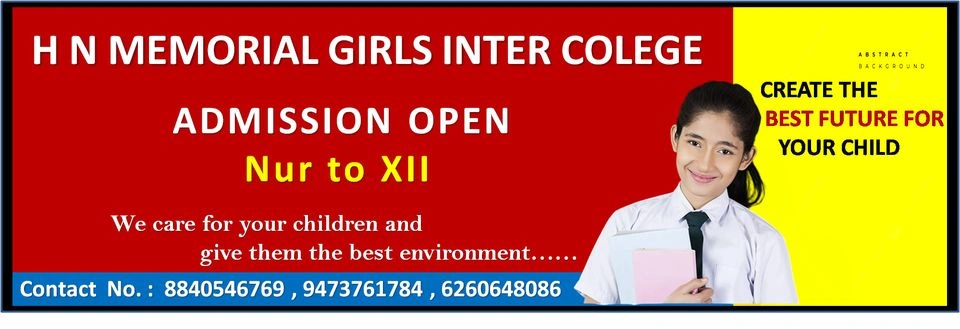 H N MEMORIAL GIRLS INTER COLEGE
ADMISSION OPEN
Nur to XII
We care for your children and
give them the best environment......
Contact No. : 8840546769 , 9473761784 , 6260648086
ABSTRACT
BACKGROUND
CREATE THE
BEST FUTURE FOR
YOUR CHILD